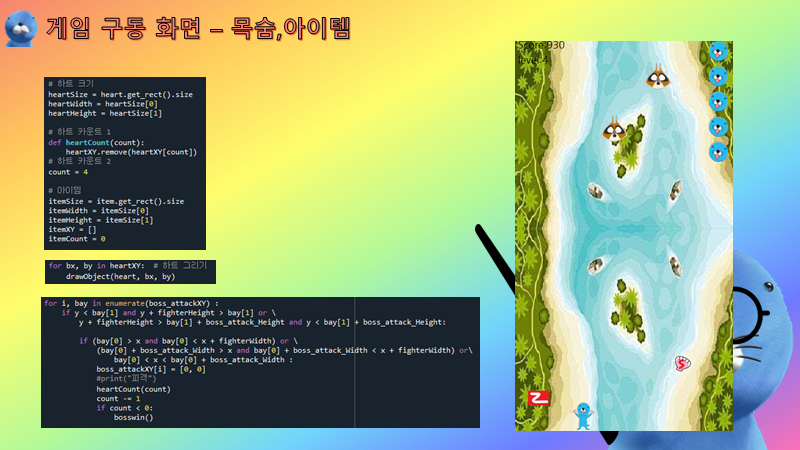 게임 구동 화면 – 목숨,아이템
# 하트 크기
heartSize = heart.get_rect().size
heartWidth = heartSize[0]
heartHeight = heartSize[1]
# 하트 카운트 1
def heartCount(count):
heartXY.remove(heartXY[count])
# 하트 카운트 2
count = 4
# 아이템
itemSize = item.get_rect().size
itemWidth = itemSize[0]
itemHeight = itemSize[1]
itemXY = []
itemCount = 0
for bx, by in heartXY: # 하트 그리기
drawObject(heart, bx, by)
for i, bay in enumerate(boss_attackXY) :
if y < bay[1] and y + fighterHeight > bay[1] or \
y + fighterHeight > bay[1] + boss_attack_Height and y < bay[1] + boss_attack_Height:
if (bay[0] > x and bay[0] < x + fighterWidth) or \
(bay[0] + boss_attack_Width > x and bay[0] + boss_attack_Width < x + fighterWidth) or\
bay[0] < x < bay[0] + boss_attack_Width :
boss_attackXY[i] = [0, 0]
#print("피격")
heartCount(count)
count -= 1
if count < 0:
bosswin()
Score:930
level:4